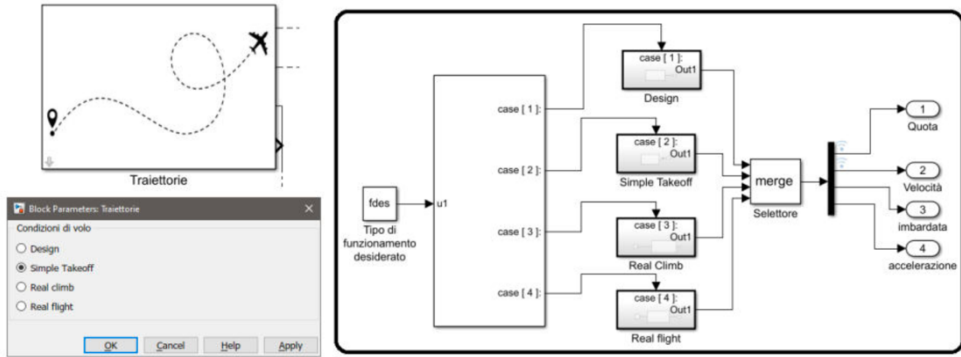 Traiettorie
Block Parameters: Traiettorie
Condizioni di volo
Design
Simple Takeoff
Real climb
Real flight
OK
Cancel
Help
Apply
fdes
Tipo di
funzionamento
desiderato
u1
case [ 1 ]:
case [ 2 ]:
case [ 3 ]:
case [ 4 ]:
case [ 1 ]:
Out1
Design
case [ 2 ]:
Out1
Simple Takeoff
case [ 3 ]:
Out1
Real Climb
case [ 4 ]:
Out1
Real flight
merge
Selettore
1
Quota
2
Velocità
3
imbardata
4
accelerazione